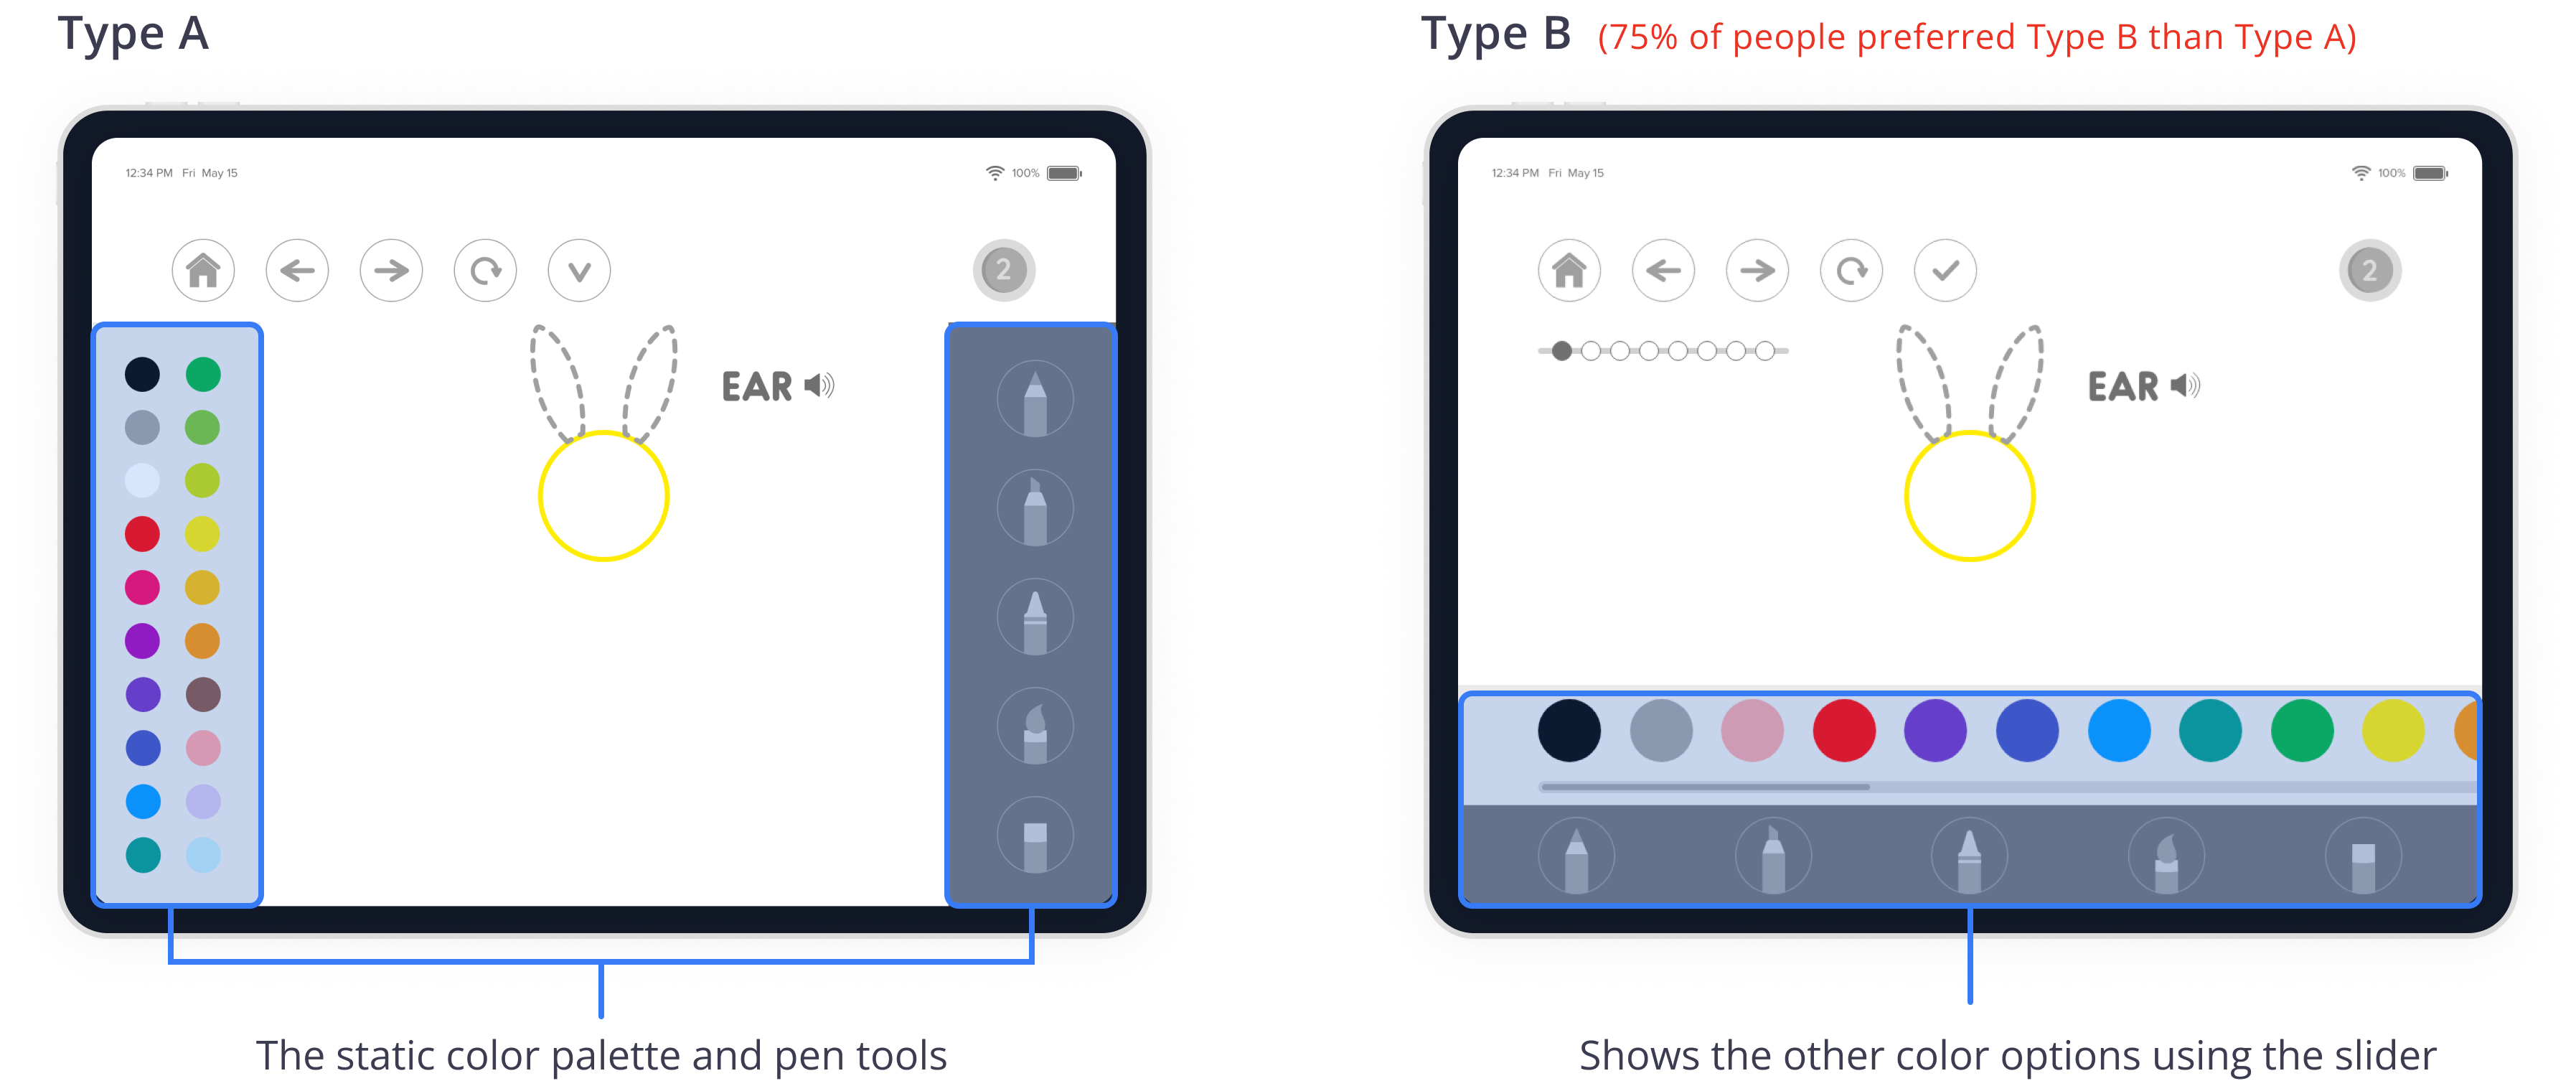 Type A
Type B (75% of people preferred Type B than Type A)
12:34 PM Fri May 15
100%
2
EAR
The static color palette and pen tools
12:34 PM Fri May 15
100%
2
EAR
Shows the other color options using the slider